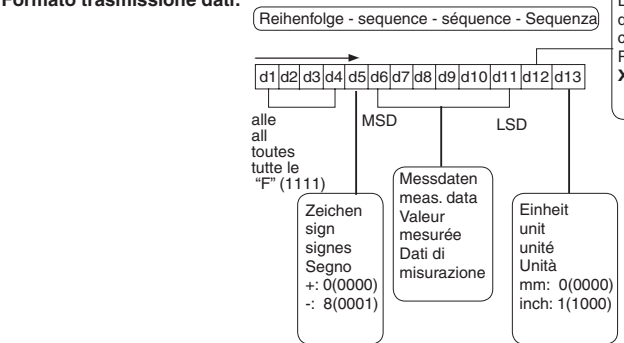 Formato trasmissione dati:
Reihenfolge - sequence - séquence - Sequenza
d1 d2 d3 d4 d5 d6 d7 d8 d9 d10 d11 d12 d13
MSD
LSD
alle
all
toutes
tutte le
"F" (1111)
Zeichen
sign
signes
Segno
+: 0(0000)
-: 8(0001)
Messdaten
meas. data
Valeur
mesurée
Dati di
misurazione
Einheit
unit
unité
Unità
mm: 0(0000)
inch: 1(1000)